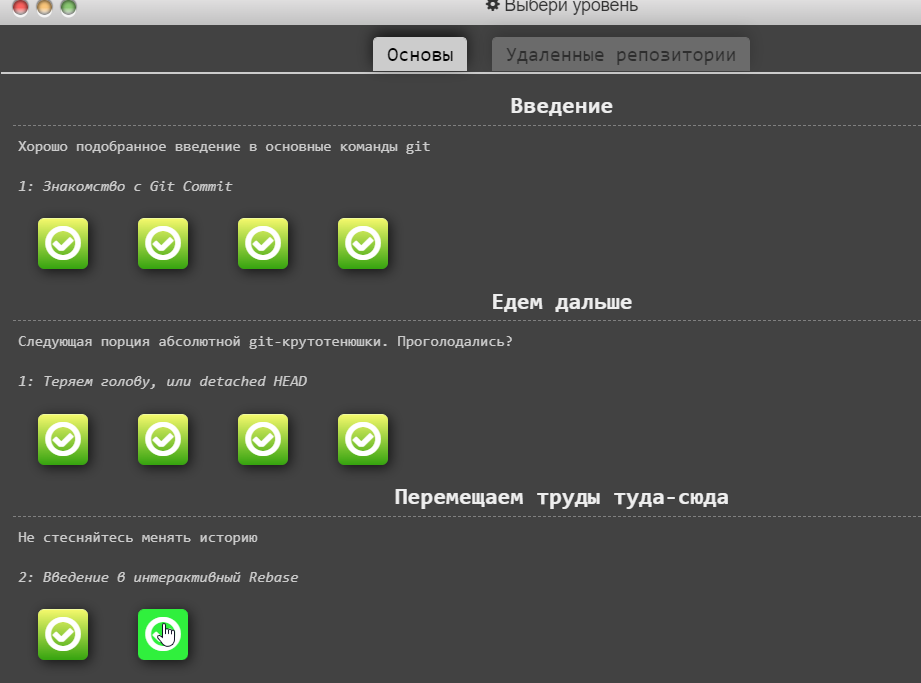 Выбери уровень
Основы
Удаленные репозитории
Введение
Хорошо подобранное введение в основные команды git
1: Знакомство с Git Commit
Едем дальше
Следующая порция абсолютной git-крутотенюшки. Проголодались?
1: Теряем голову, или detached HEAD
Перемещаем труды туда-сюда
Не стесняйтесь менять историю
2: Введение в интерактивный Rebase